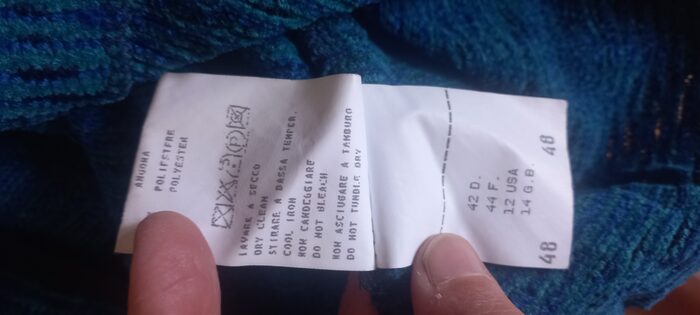 ANGORA
POLIESTERE
POLYESTER
LAVARE A SECCO
DRY CLEAN
STIRARE A BASSA TEMPER.
COOL IRON
NON CANDEGGIARE
DO NOT BLEACH
NON ASCIUGARE A TAMBURO
DO NOT TUMBLE DRY
42 D.
44 F.
12 USA
14 G.B.
48
48